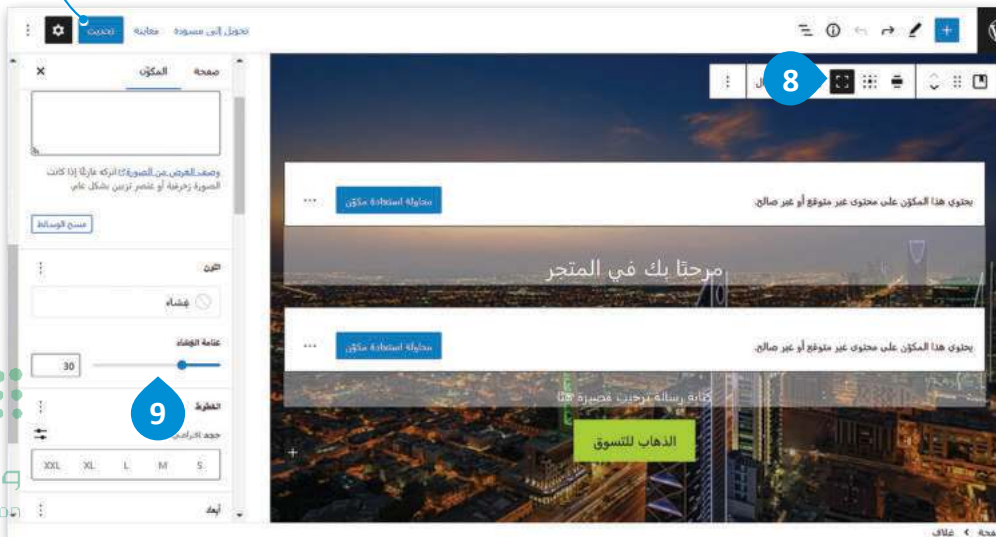 تحويل إلى مسودة معاينة تحديث
8
صفحة المكوّن
وصف الغرض من الصورة اتركه فارغًا إذا كانت
الصورة زخرفية أو عنصر تزيين بشكل عام.
مسح الوسائط
اللون
غشاء
عتامة الغشاء
30
9
الخطوط
حجم افتراضي
S M L XL XXL
أبعاد
يحتوي هذا المكوّن على محتوى غير متوقع أو غير صالح.
محاولة استعادة مكوّن
مرحبًا بك في المتجر
يحتوي هذا المكوّن على محتوى غير متوقع أو غير صالح.
محاولة استعادة مكوّن
كتابة رسالة ترحيب قصيرة هنا
الذهاب للتسوق
صفحة > غلاف